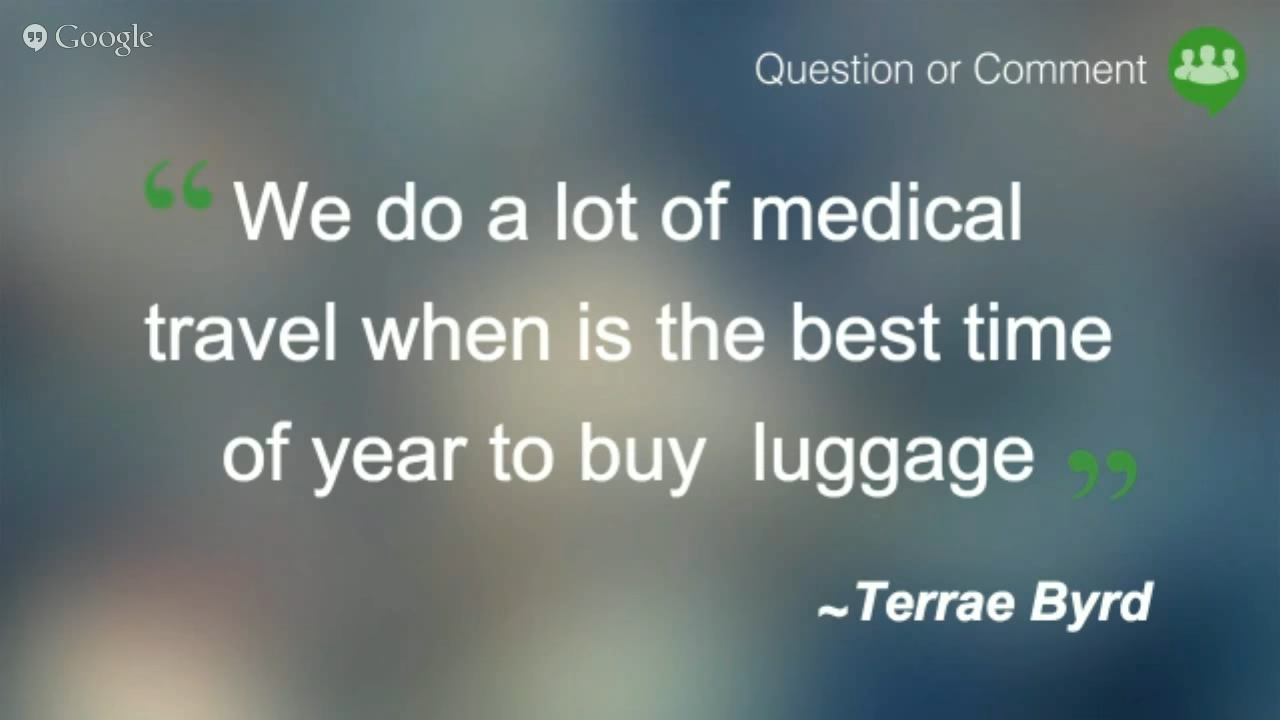 Google
Question or Comment
“ We do a lot of medical
travel when is the best time
of year to buy  luggage ”
~Terrae Byrd